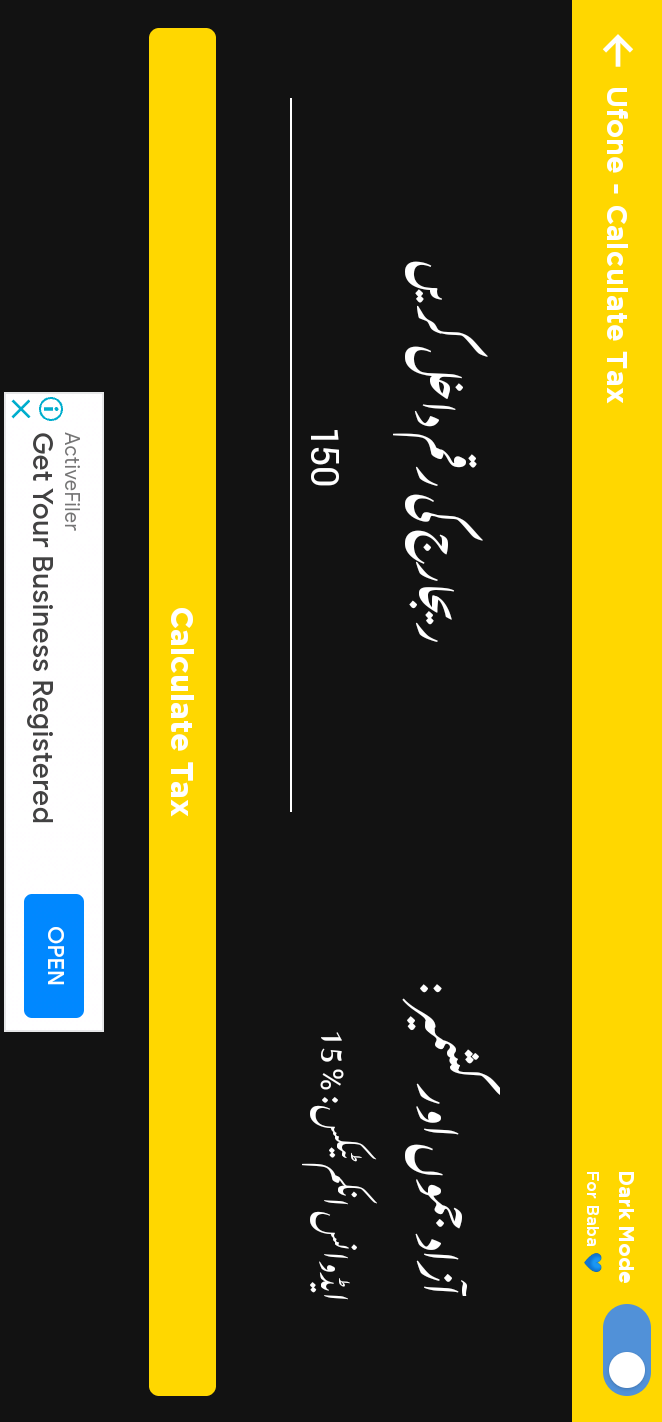 Ufone - Calculate Tax
Dark Mode
For Baba 💙
ریچارج کی رقم داخل کریں
150
آزاد جموں اور کشمیر:
ایڈوانس انکم ٹیکس: 15%
Calculate Tax
ActiveFiler
Get Your Business Registered
OPEN